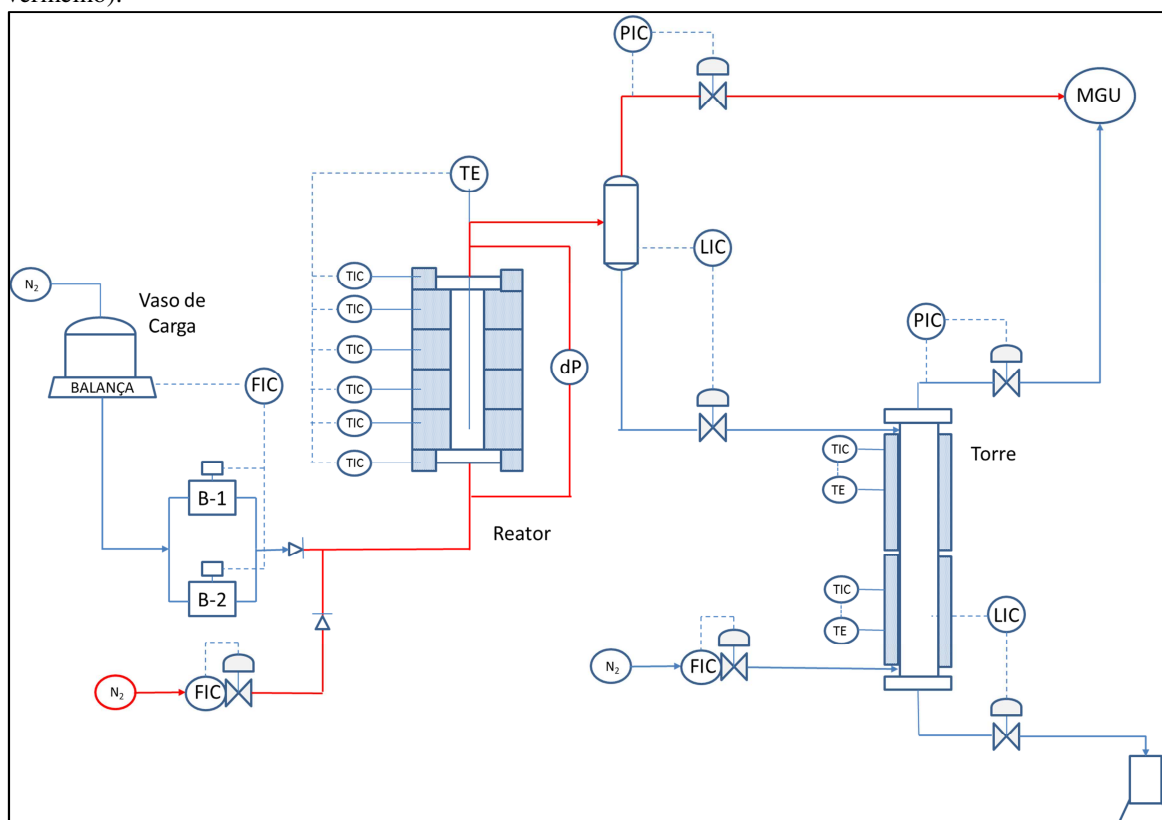 vermelho).
PIC
MGU
TE
TIC
LIC
N₂
Vaso de
Carga
TIC
TIC
PIC
BALANÇA
FIC
dP
TIC
TIC
TIC
Torre
TIC
TE
B-1
Reator
B-2
TIC
LIC
TE
N₂
FIC
N₂
FIC